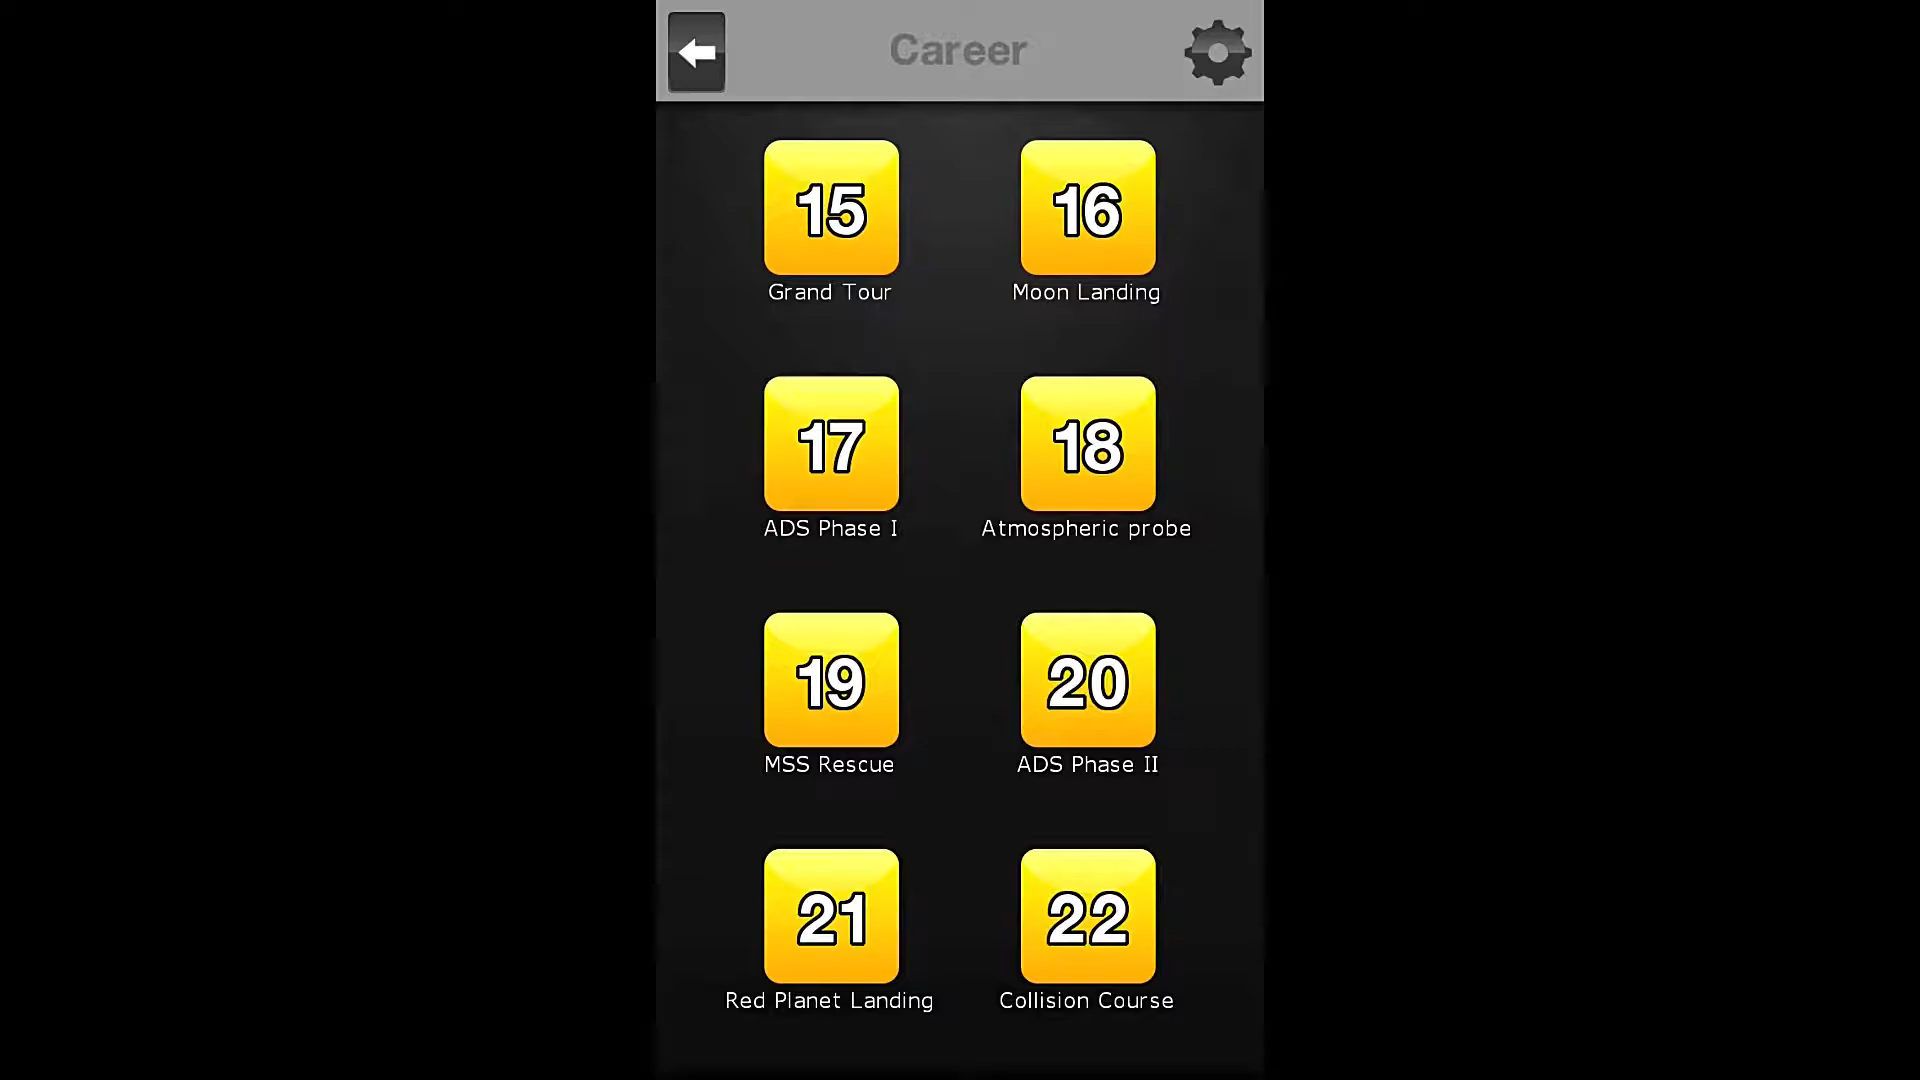 Career
15
16
Grand Tour
Moon Landing
17
18
ADS Phase I
Atmospheric probe
19
20
MSS Rescue
ADS Phase II
21
22
Red Planet Landing
Collision Course